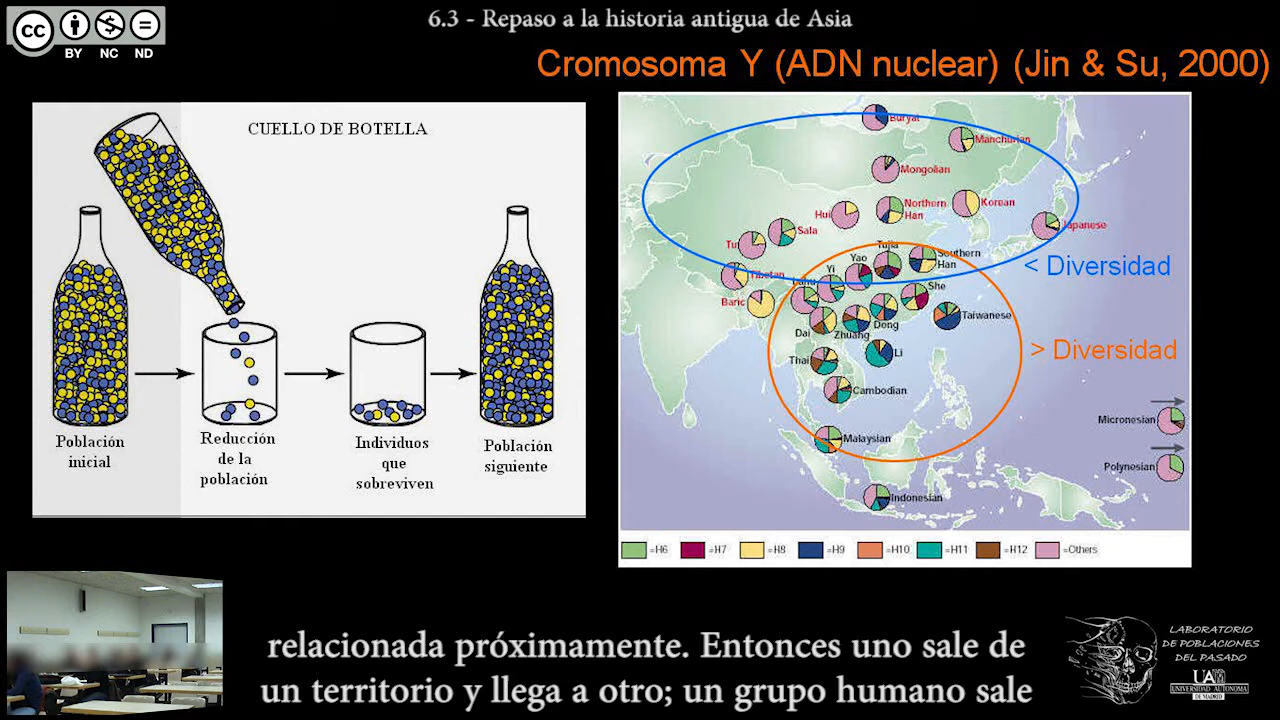 6.3 - Repaso a la historia antigua de Asia
cc
BY NC ND
Cromosoma Y (ADN nuclear) (Jin & Su, 2000)
CUELLO DE BOTELLA
Población
inicial
Reducción
de la
población
Individuos
que
sobreviven
Población
siguiente
Buryat
Manchurian
Mongolian
Korean
Northern
Han
Hui
Japanese
Sala
Tu
Tujia
Southern
Han
Yao
Yi
Tibetan
Lahu
Baric
She
Taiwanese
Dai
Zhuang
Dong
Li
Thai
Cambodian
Malaysian
Indonesian
Micronesian
Polynesian
< Diversidad
> Diversidad
=H6 =H7 =H8 =H9 =H10 =H11 =H12 =Others
relacionada próximamente. Entonces uno sale de
un territorio y llega a otro; un grupo humano sale
LABORATORIO
DE POBLACIONES
DEL PASADO
UAM
UNIVERSIDAD AUTONOMA
DE MADRID